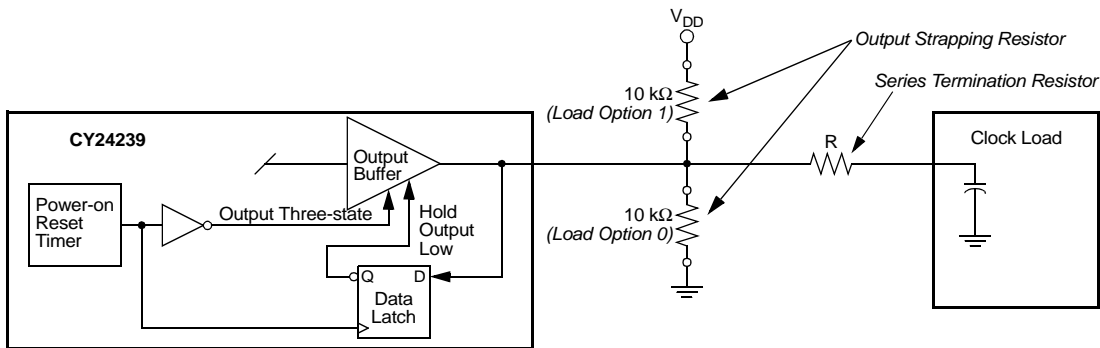 V_DD
Output Strapping Resistor
Series Termination Resistor
10 kΩ
(Load Option 1)
CY24239
Clock Load
R
Output
Buffer
Power-on
Reset
Timer
Output Three-state
Hold
Output
Low
10 kΩ
(Load Option 0)
Q
D
Data
Latch